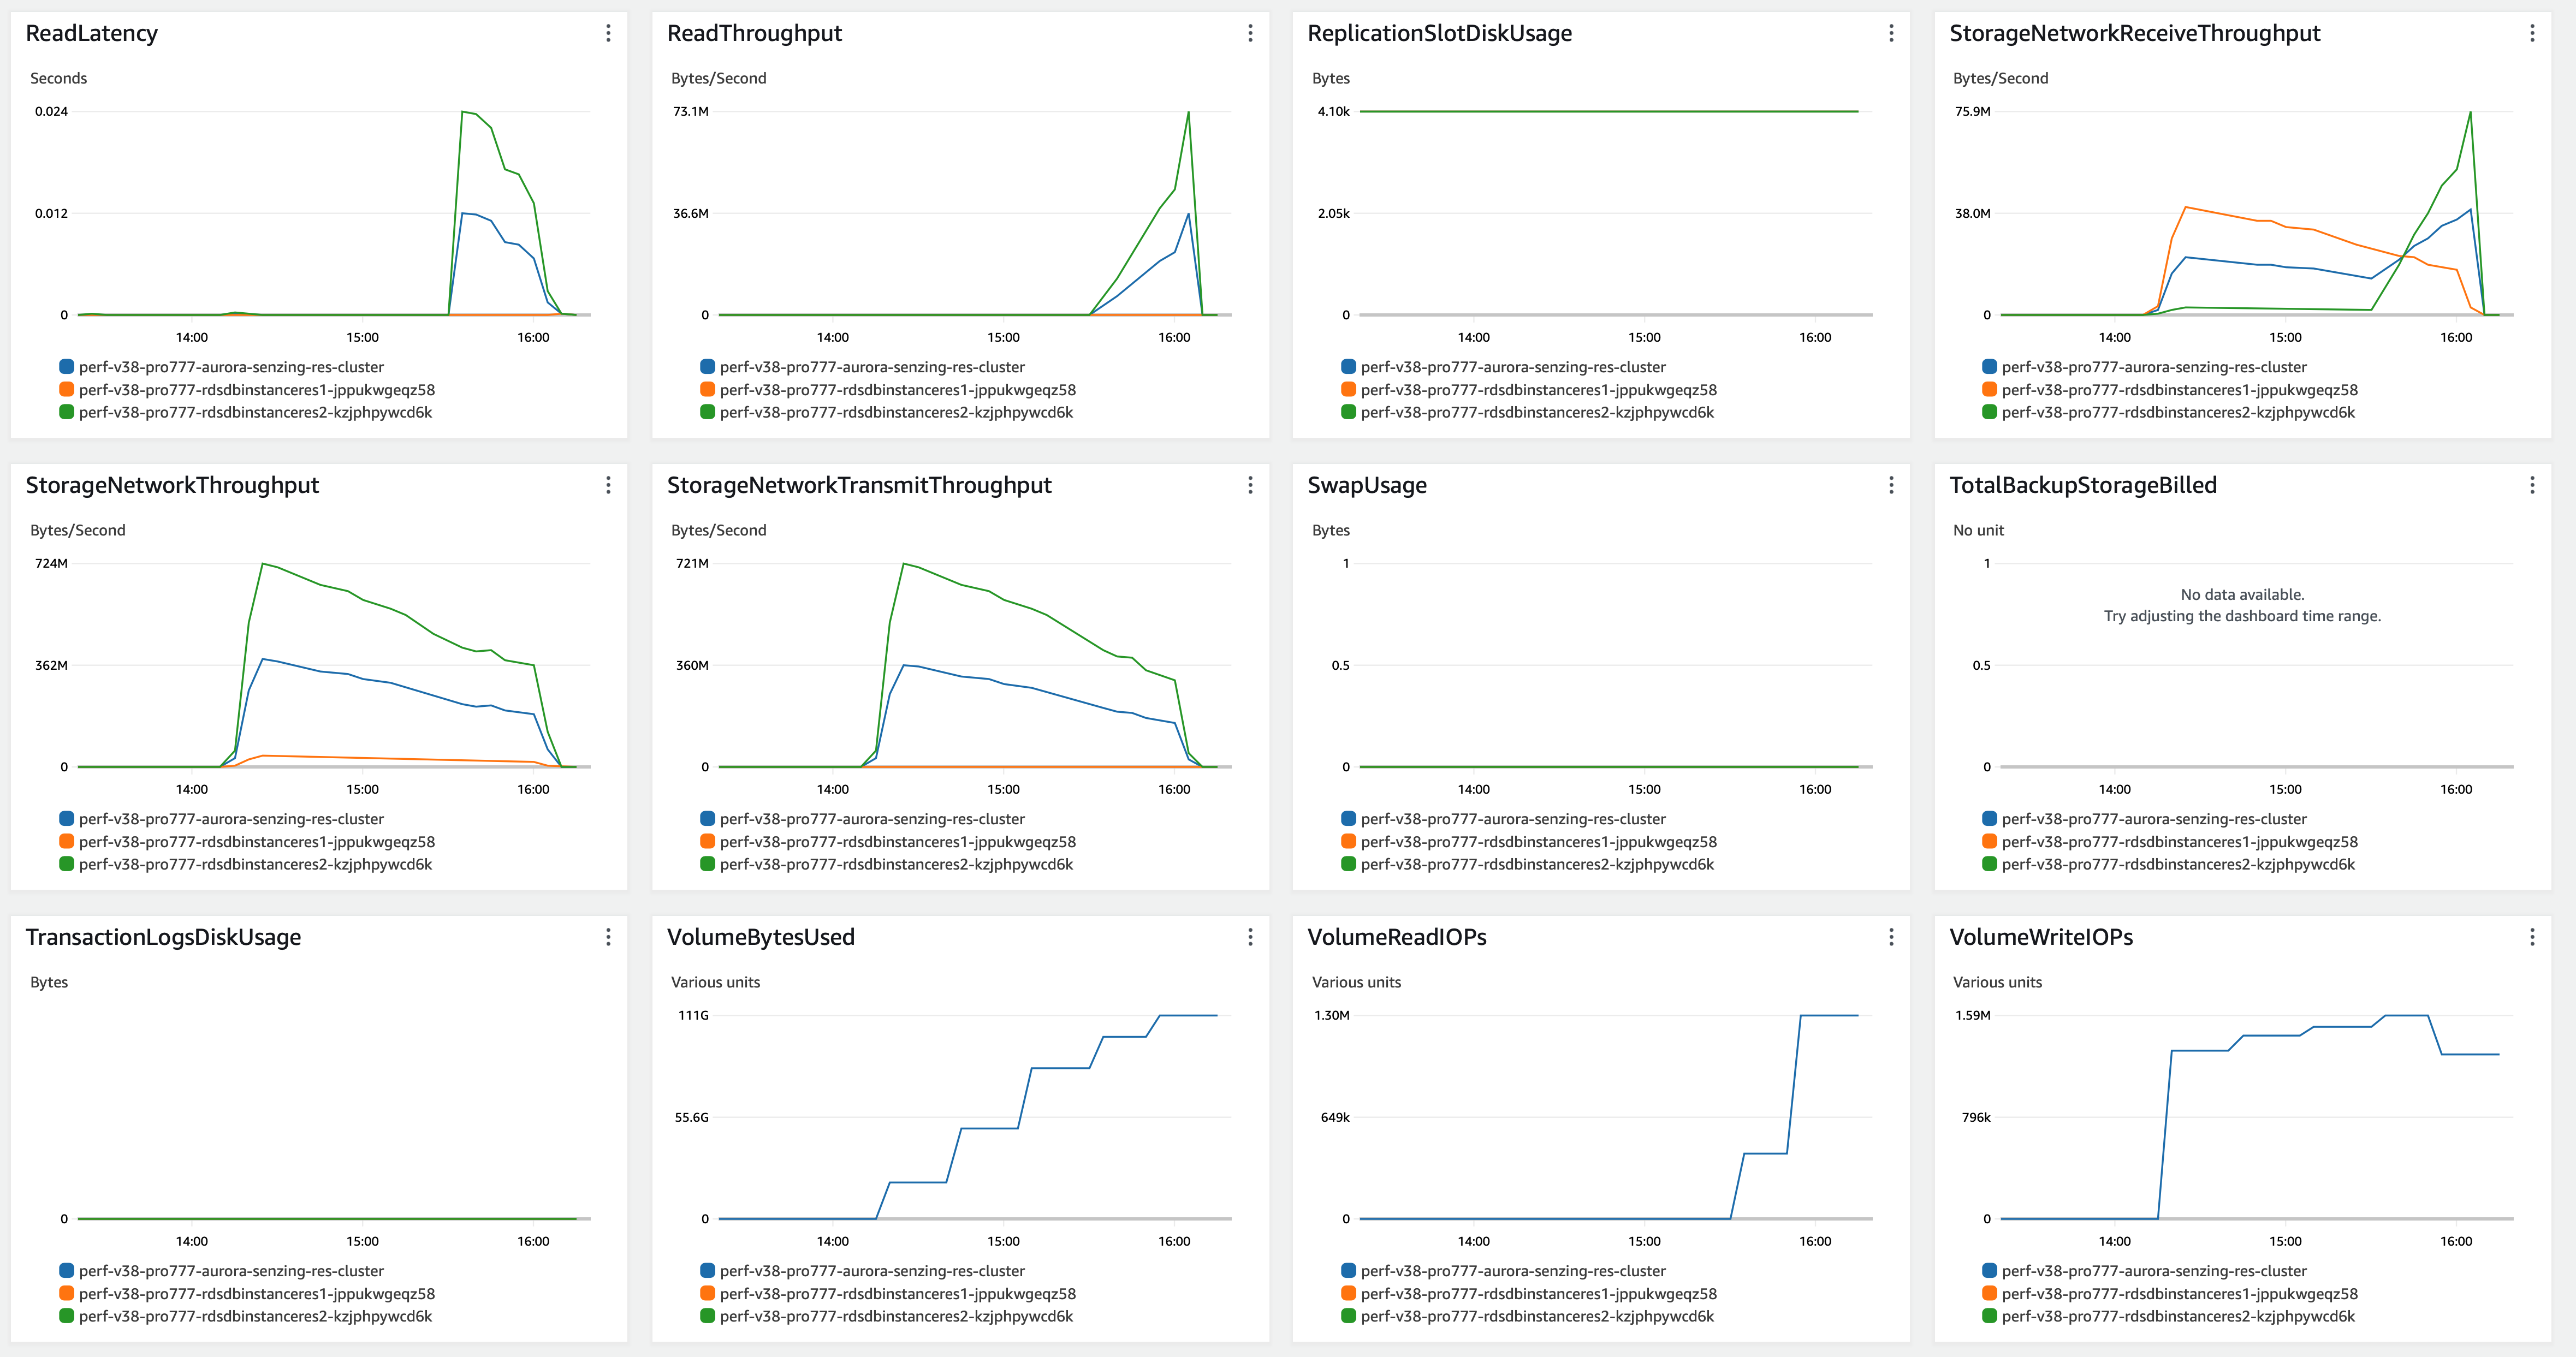 ReadLatency
Seconds
0.024
0.012
0
14:00 15:00 16:00
perf-v38-pro777-aurora-senzing-res-cluster
perf-v38-pro777-rdsdbinstanceres1-jppukwgeqz58
perf-v38-pro777-rdsdbinstanceres2-kzjphpywcd6k
ReadThroughput
Bytes/Second
73.1M
36.6M
0
14:00 15:00 16:00
perf-v38-pro777-aurora-senzing-res-cluster
perf-v38-pro777-rdsdbinstanceres1-jppukwgeqz58
perf-v38-pro777-rdsdbinstanceres2-kzjphpywcd6k
ReplicationSlotDiskUsage
Bytes
4.10k
2.05k
0
14:00 15:00 16:00
perf-v38-pro777-aurora-senzing-res-cluster
perf-v38-pro777-rdsdbinstanceres1-jppukwgeqz58
perf-v38-pro777-rdsdbinstanceres2-kzjphpywcd6k
StorageNetworkReceiveThroughput
Bytes/Second
75.9M
38.0M
0
14:00 15:00 16:00
perf-v38-pro777-aurora-senzing-res-cluster
perf-v38-pro777-rdsdbinstanceres1-jppukwgeqz58
perf-v38-pro777-rdsdbinstanceres2-kzjphpywcd6k
StorageNetworkThroughput
Bytes/Second
724M
362M
0
14:00 15:00 16:00
perf-v38-pro777-aurora-senzing-res-cluster
perf-v38-pro777-rdsdbinstanceres1-jppukwgeqz58
perf-v38-pro777-rdsdbinstanceres2-kzjphpywcd6k
StorageNetworkTransmitThroughput
Bytes/Second
721M
360M
0
14:00 15:00 16:00
perf-v38-pro777-aurora-senzing-res-cluster
perf-v38-pro777-rdsdbinstanceres1-jppukwgeqz58
perf-v38-pro777-rdsdbinstanceres2-kzjphpywcd6k
SwapUsage
Bytes
1
0.5
0
14:00 15:00 16:00
perf-v38-pro777-aurora-senzing-res-cluster
perf-v38-pro777-rdsdbinstanceres1-jppukwgeqz58
perf-v38-pro777-rdsdbinstanceres2-kzjphpywcd6k
TotalBackupStorageBilled
No unit
1
No data available.
Try adjusting the dashboard time range.
0.5
0
14:00 15:00 16:00
perf-v38-pro777-aurora-senzing-res-cluster
perf-v38-pro777-rdsdbinstanceres1-jppukwgeqz58
perf-v38-pro777-rdsdbinstanceres2-kzjphpywcd6k
TransactionLogsDiskUsage
Bytes
0
14:00 15:00 16:00
perf-v38-pro777-aurora-senzing-res-cluster
perf-v38-pro777-rdsdbinstanceres1-jppukwgeqz58
perf-v38-pro777-rdsdbinstanceres2-kzjphpywcd6k
VolumeBytesUsed
Various units
111G
55.6G
0
14:00 15:00 16:00
perf-v38-pro777-aurora-senzing-res-cluster
perf-v38-pro777-rdsdbinstanceres1-jppukwgeqz58
perf-v38-pro777-rdsdbinstanceres2-kzjphpywcd6k
VolumeReadIOPs
Various units
1.30M
649k
0
14:00 15:00 16:00
perf-v38-pro777-aurora-senzing-res-cluster
perf-v38-pro777-rdsdbinstanceres1-jppukwgeqz58
perf-v38-pro777-rdsdbinstanceres2-kzjphpywcd6k
VolumeWriteIOPs
Various units
1.59M
796k
0
14:00 15:00 16:00
perf-v38-pro777-aurora-senzing-res-cluster
perf-v38-pro777-rdsdbinstanceres1-jppukwgeqz58
perf-v38-pro777-rdsdbinstanceres2-kzjphpywcd6k